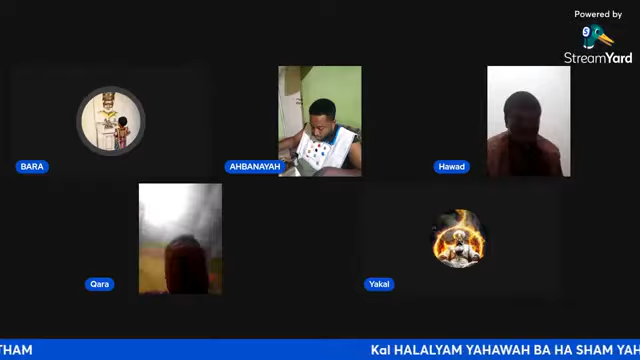 Powered by
StreamYard
BARA
AHBANAYAH
Hawad
Qara
Yakal
THAM
Kal HALALYAM YAHAWAH BA HA SHAM YAH